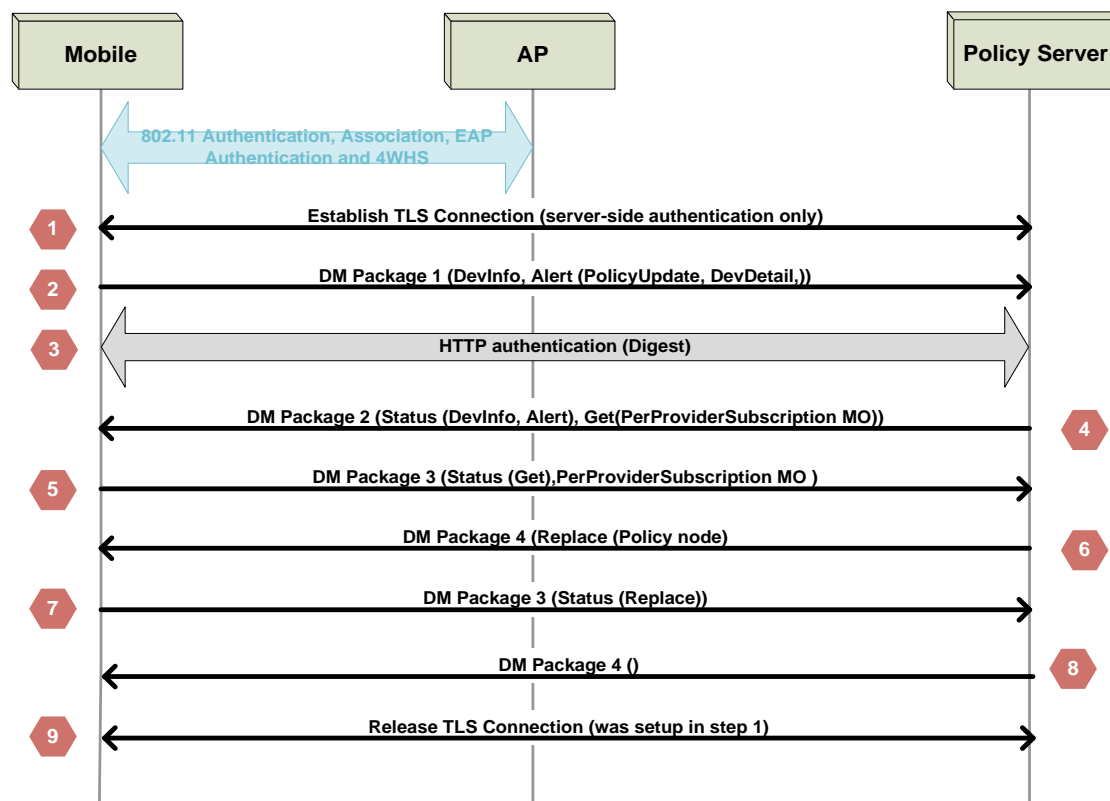 Mobile
AP
Policy Server
802.11 Authentication, Association, EAP
Authentication and 4WHS
1
Establish TLS Connection (server-side authentication only)
2
DM Package 1 (DevInfo, Alert (PolicyUpdate, DevDetail,))
3
HTTP authentication (Digest)
DM Package 2 (Status (DevInfo, Alert), Get(PerProviderSubscription MO))
4
5
DM Package 3 (Status (Get),PerProviderSubscription MO )
DM Package 4 (Replace (Policy node)
6
7
DM Package 3 (Status (Replace))
DM Package 4 ()
8
9
Release TLS Connection (was setup in step 1)